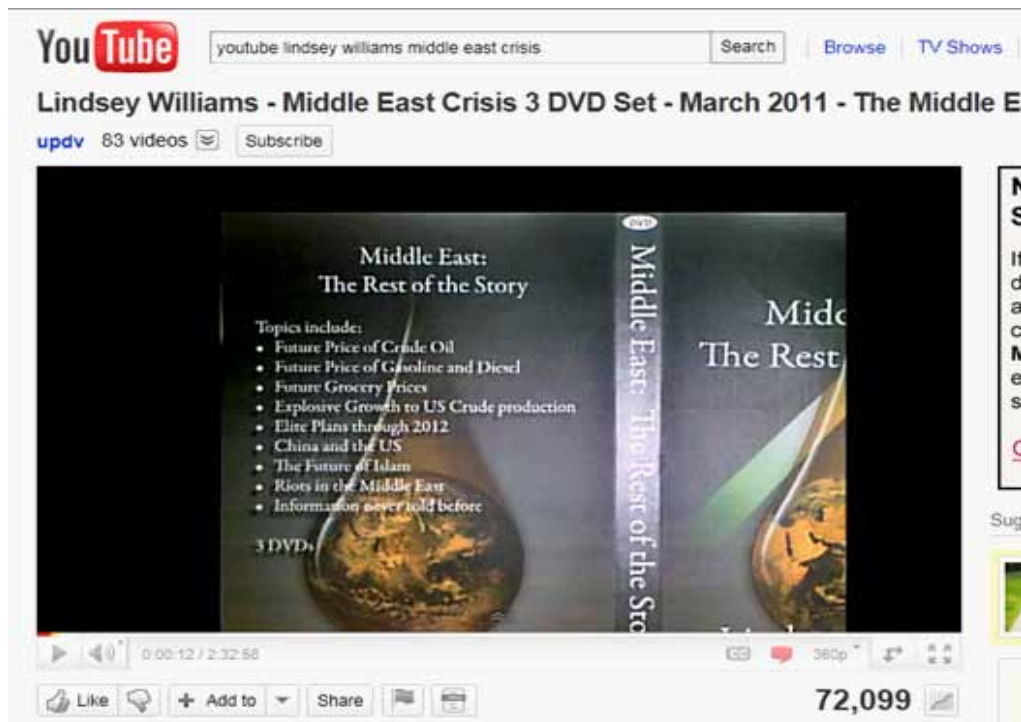 YouTube
youtube lindsey williams middle east crisis
Search
Browse
TV Shows
Lindsey Williams - Middle East Crisis 3 DVD Set - March 2011 - The Middle E
updv 83 videos
Subscribe
Middle East:
The Rest of the Story
Topics include:
• Future Price of Crude Oil
• Future Price of Gasoline and Diesel
• Future Grocery Prices
• Explosive Growth to US Crude production
• Elite Plans through 2012
• China and the US
• The Future of Islam
• Riots in the Middle East
• Information never told before
3 DVDs
DVD
Middle East: The Rest of the Sto
Midd
The Rest
0:00:12 / 2:32:58
CC
360p
Like
+ Add to
Share
72,099
N
S
If
d
a
c
M
e
s
Sug